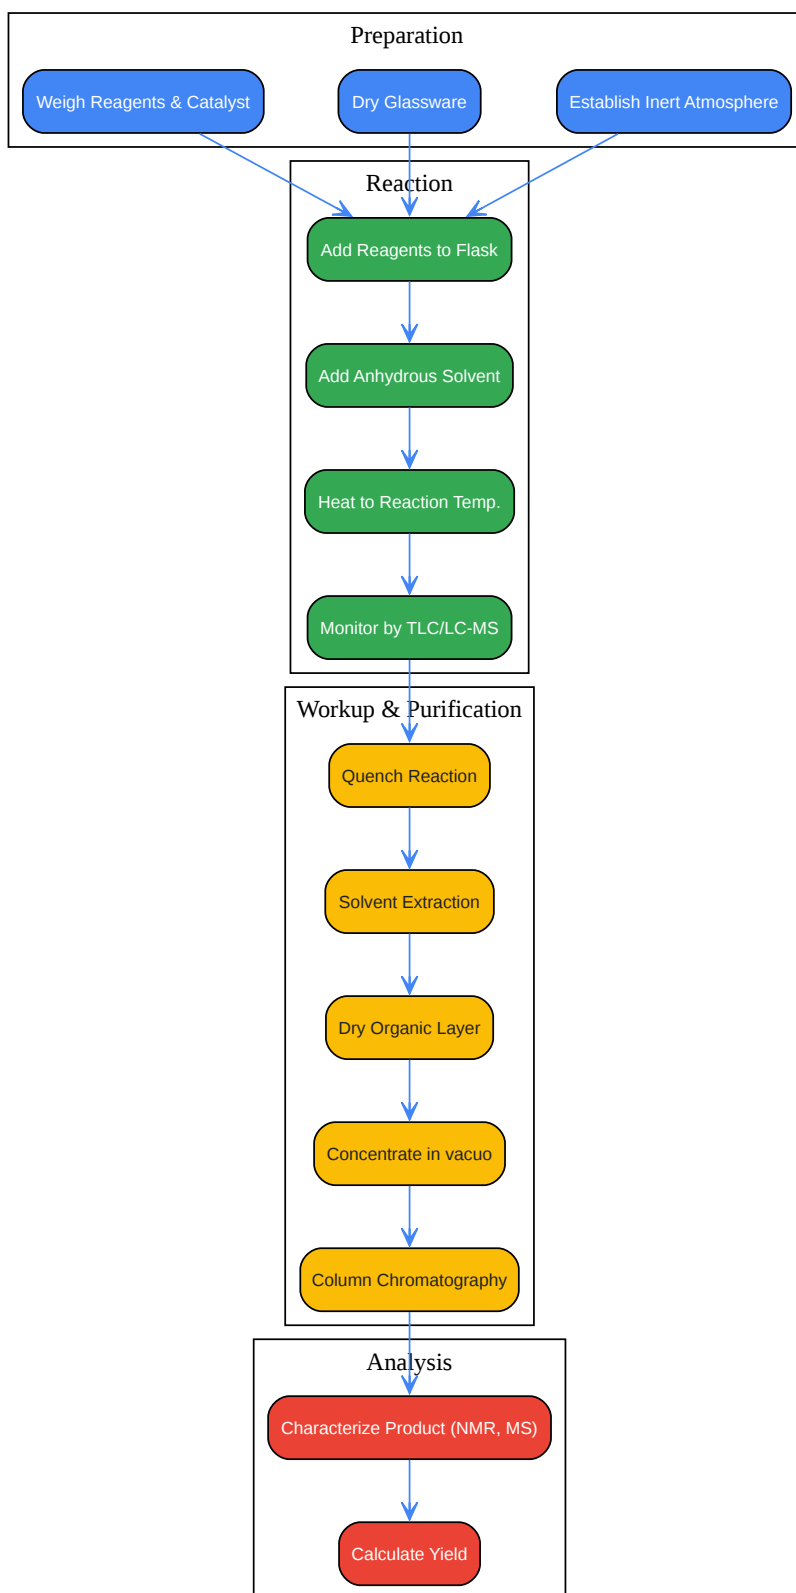 Preparation
Weigh Reagents & Catalyst
Dry Glassware
Establish Inert Atmosphere
Reaction
Add Reagents to Flask
Add Anhydrous Solvent
Heat to Reaction Temp.
Monitor by TLC/LC-MS
Workup & Purification
Quench Reaction
Solvent Extraction
Dry Organic Layer
Concentrate in vacuo
Column Chromatography
Analysis
Characterize Product (NMR, MS)
Calculate Yield